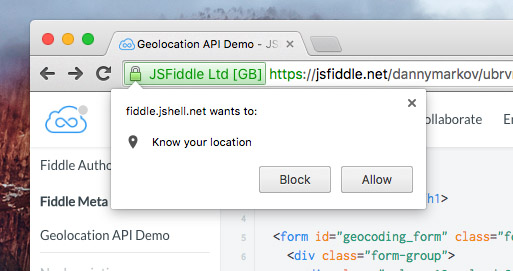 Geolocation API Demo - JS
JSFiddle Ltd [GB] https://jsfiddle.net/dannymarkov/ubrv
fiddle.jshell.net wants to:
Know your location
Block Allow
ollaborate
Fiddle Autho
Fiddle Meta
Geolocation API Demo
h1>
4
5
6
<form id="geocoding_form" class="fo
<div class="form-group">